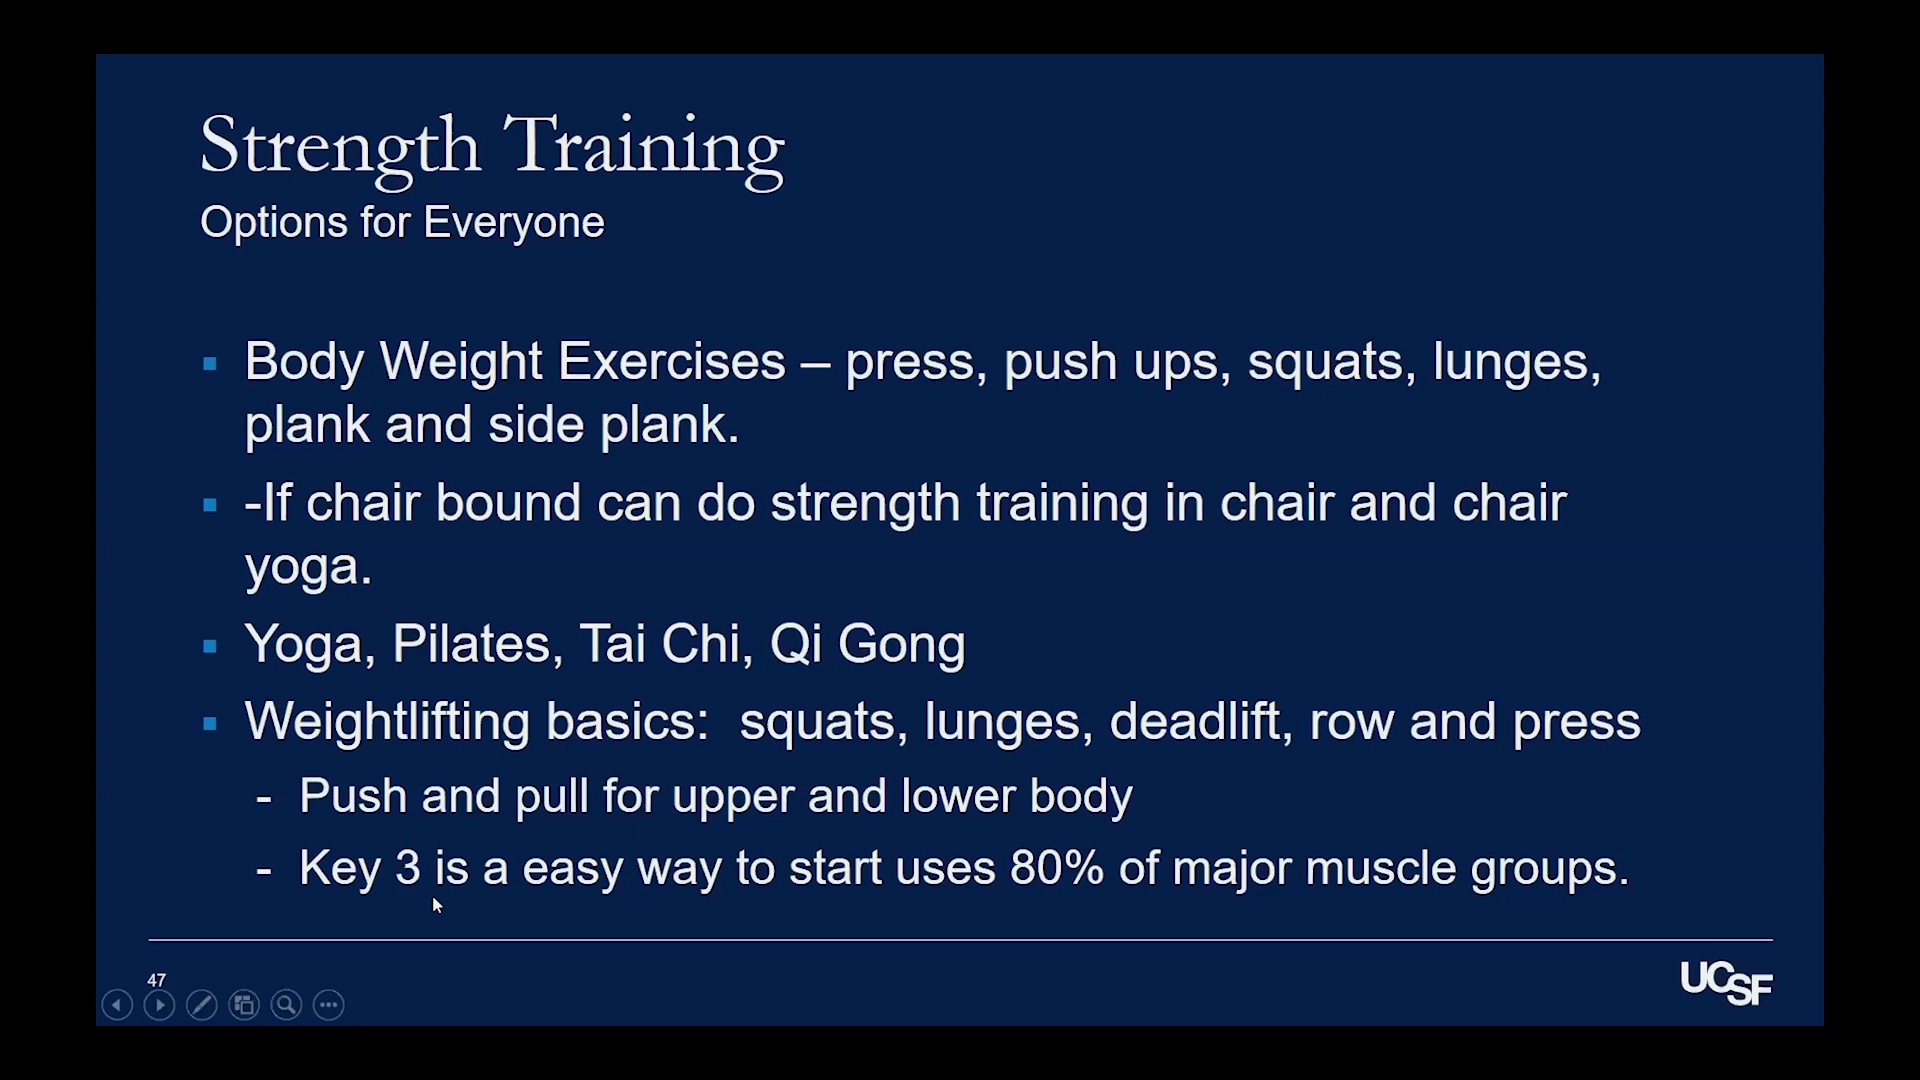 Strength Training
Options for Everyone
▪ Body Weight Exercises – press, push ups, squats, lunges,
plank and side plank.
▪ -If chair bound can do strength training in chair and chair
yoga.
▪ Yoga, Pilates, Tai Chi, Qi Gong
▪ Weightlifting basics:  squats, lunges, deadlift, row and press
- Push and pull for upper and lower body
- Key 3 is a easy way to start uses 80% of major muscle groups.
47
UCSF